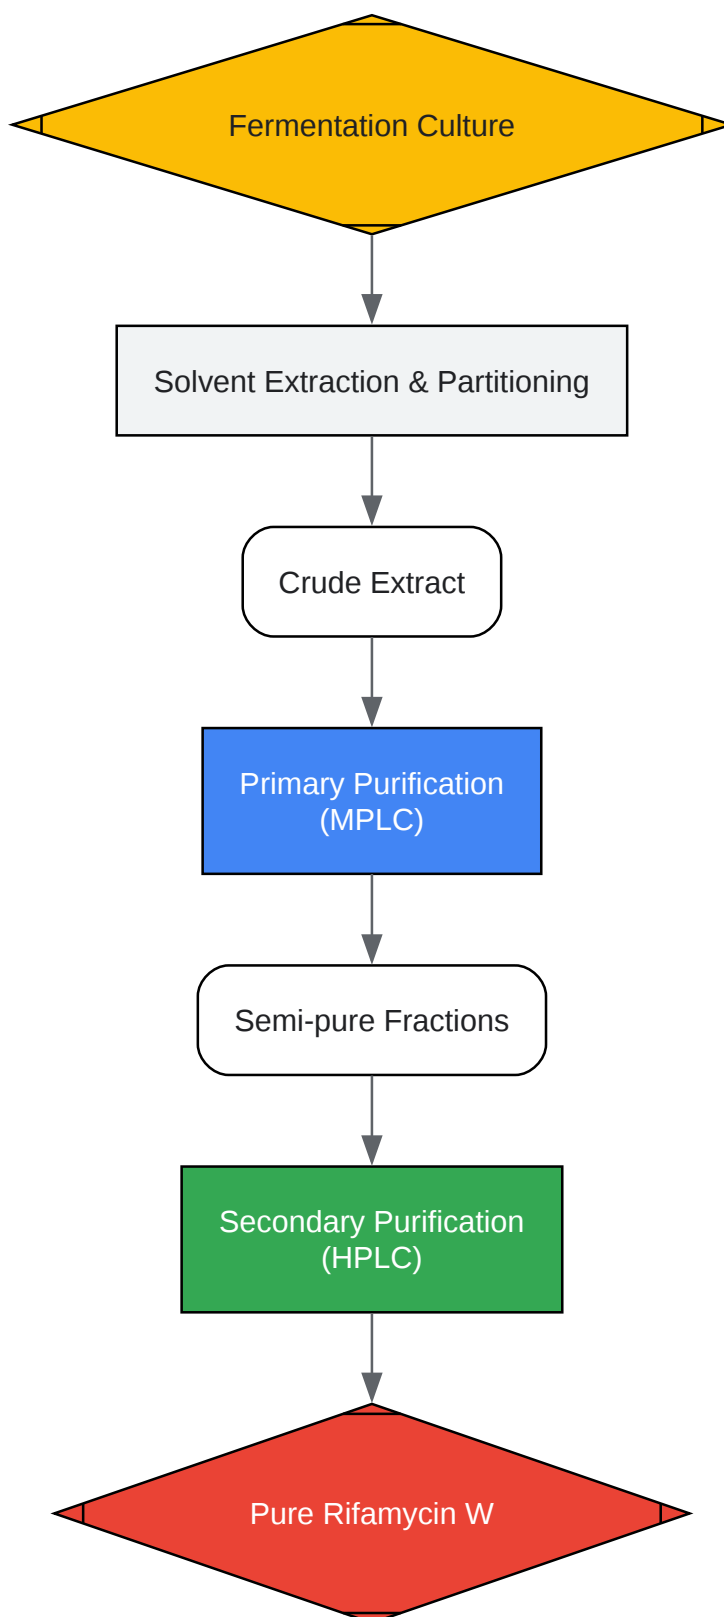 Fermentation Culture
Solvent Extraction & Partitioning
Crude Extract
Primary Purification
(MPLC)
Semi-pure Fractions
Secondary Purification
(HPLC)
Pure Rifamycin W